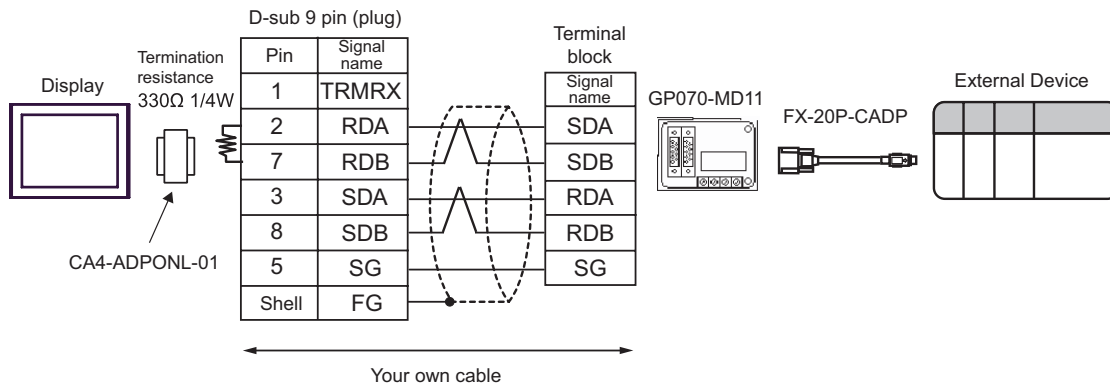 D-sub 9 pin (plug)
Display
Termination
resistance
330Ω 1/4W
CA4-ADPONL-01
Pin Signal name
1 TRMRX
2 RDA
7 RDB
3 SDA
8 SDB
5 SG
Shell FG
Terminal
block
Signal
name
SDA
SDB
RDA
RDB
SG
GP070-MD11
FX-20P-CADP
External Device
Your own cable